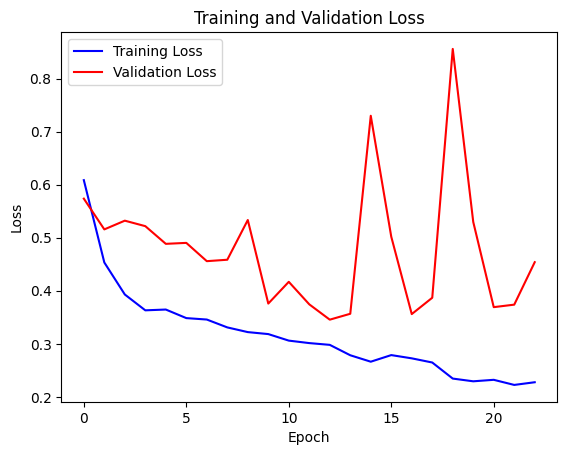 Training and Validation Loss
Training Loss
Validation Loss
Loss
0.8
0.7
0.6
0.5
0.4
0.3
0.2
0 5 10 15 20
Epoch